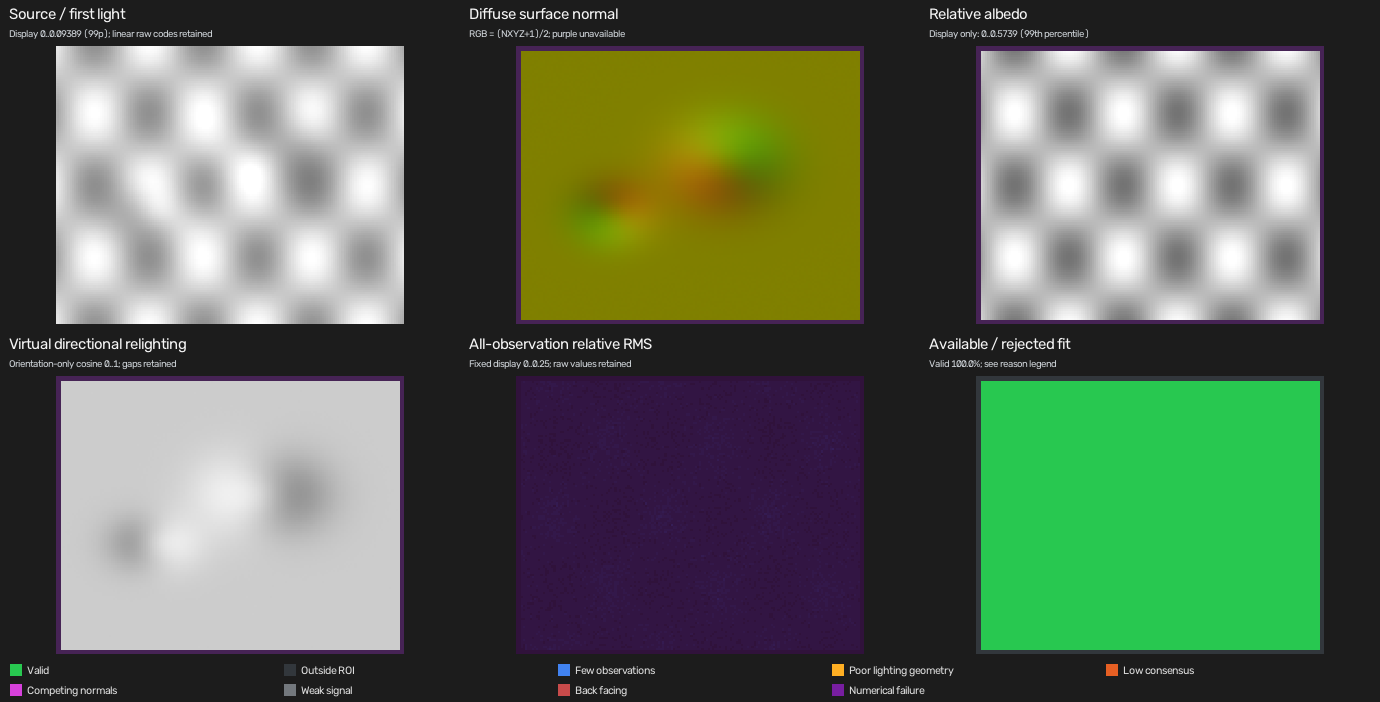 Source / first light
Display 0..0.09389 (99p); linear raw codes retained
Diffuse surface normal
RGB = (NXYZ+1)/2; purple unavailable
Relative albedo
Display only: 0..0.5739 (99th percentile)
Virtual directional relighting
Orientation-only cosine 0..1; gaps retained
All-observation relative RMS
Fixed display 0..0.25; raw values retained
Available / rejected fit
Valid 100.0%; see reason legend
Valid
Outside ROI
Few observations
Poor lighting geometry
Low consensus
Competing normals
Weak signal
Back facing
Numerical failure